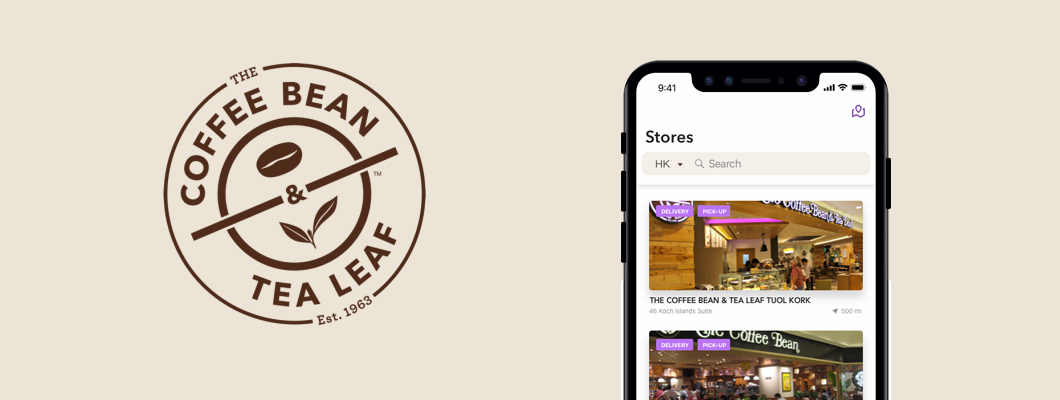 THE
COFFEE BEAN
&
TEA LEAF
Est. 1963
TM
9:41
Stores
HK
Search
DELIVERY
PICK-UP
The Coffee Bean & Tea Leaf
THE COFFEE BEAN & TEA LEAF TUOL KORK
46 Koch Islands Suite
500 mi
DELIVERY
PICK-UP
The Coffee Bean